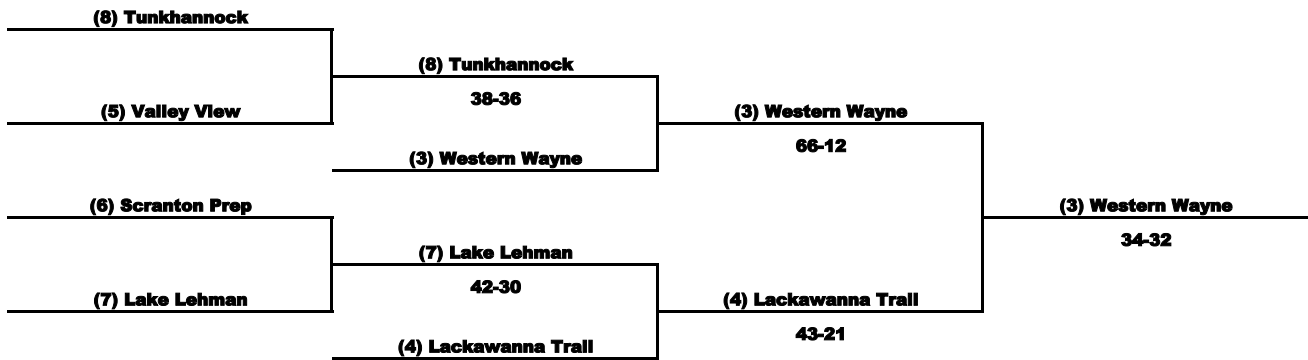 (8) Tunkhannock
(8) Tunkhannock
38-36
(5) Valley View
(3) Western Wayne
66-12
(3) Western Wayne
(6) Scranton Prep
(3) Western Wayne
34-32
(7) Lake Lehman
42-30
(7) Lake Lehman
(4) Lackawanna Trail
43-21
(4) Lackawanna Trail